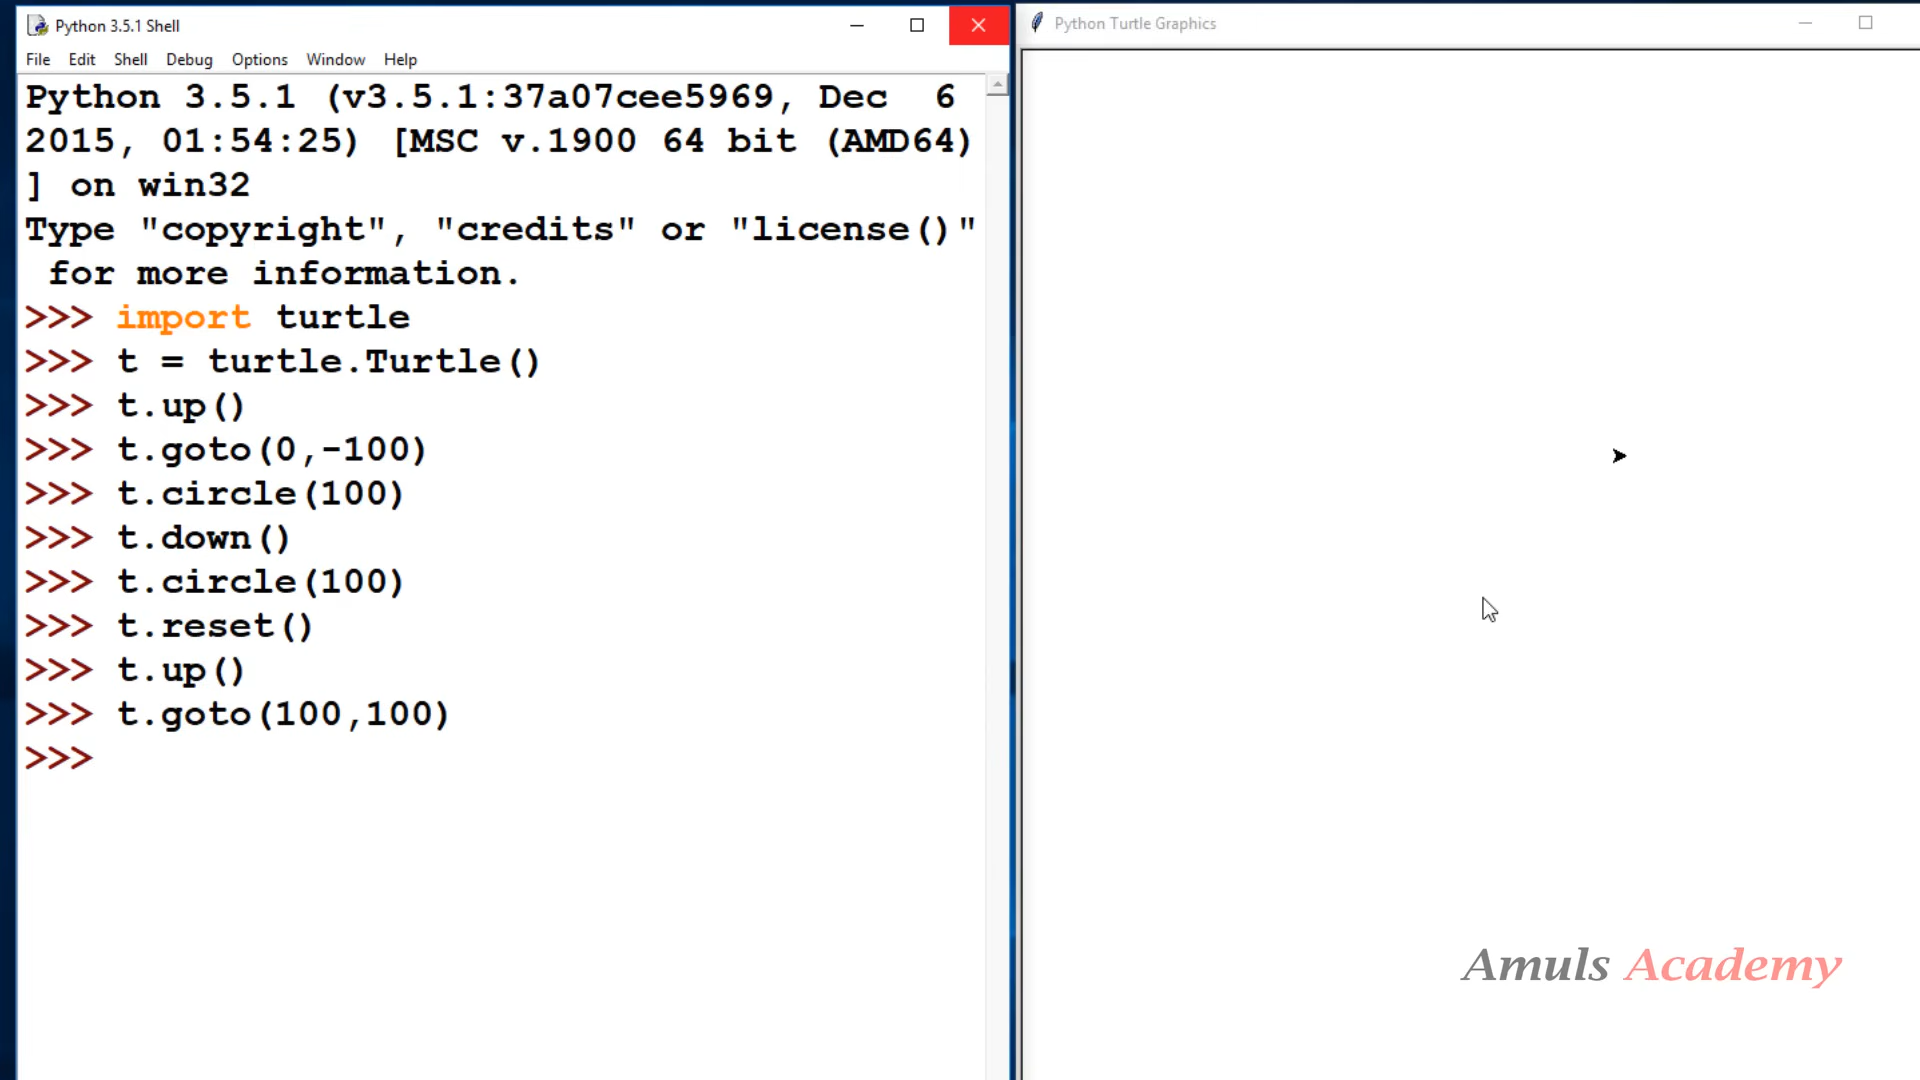 Python 3.5.1 Shell
File Edit Shell Debug Options Window Help
Python 3.5.1 (v3.5.1:37a07cee5969, Dec  6
2015, 01:54:25) [MSC v.1900 64 bit (AMD64)
] on win32
Type "copyright", "credits" or "license()"
 for more information.
>>> import turtle
>>> t = turtle.Turtle()
>>> t.up()
>>> t.goto(0,-100)
>>> t.circle(100)
>>> t.down()
>>> t.circle(100)
>>> t.reset()
>>> t.up()
>>> t.goto(100,100)
>>>
Python Turtle Graphics
Amuls Academy